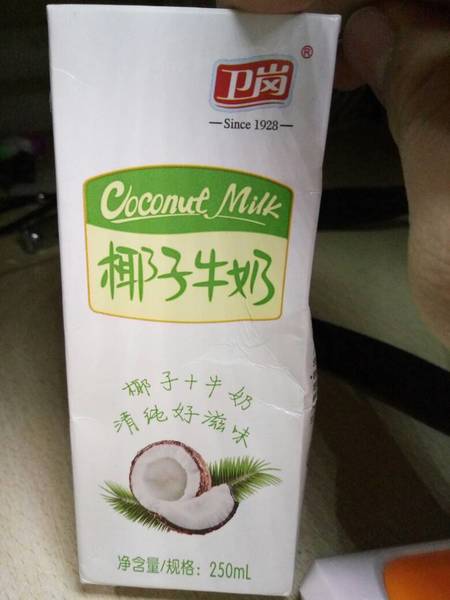 卫岗®
—Since 1928—
Coconut Milk
椰子牛奶
椰子+牛奶
清纯好滋味
净含量/规格: 250mL